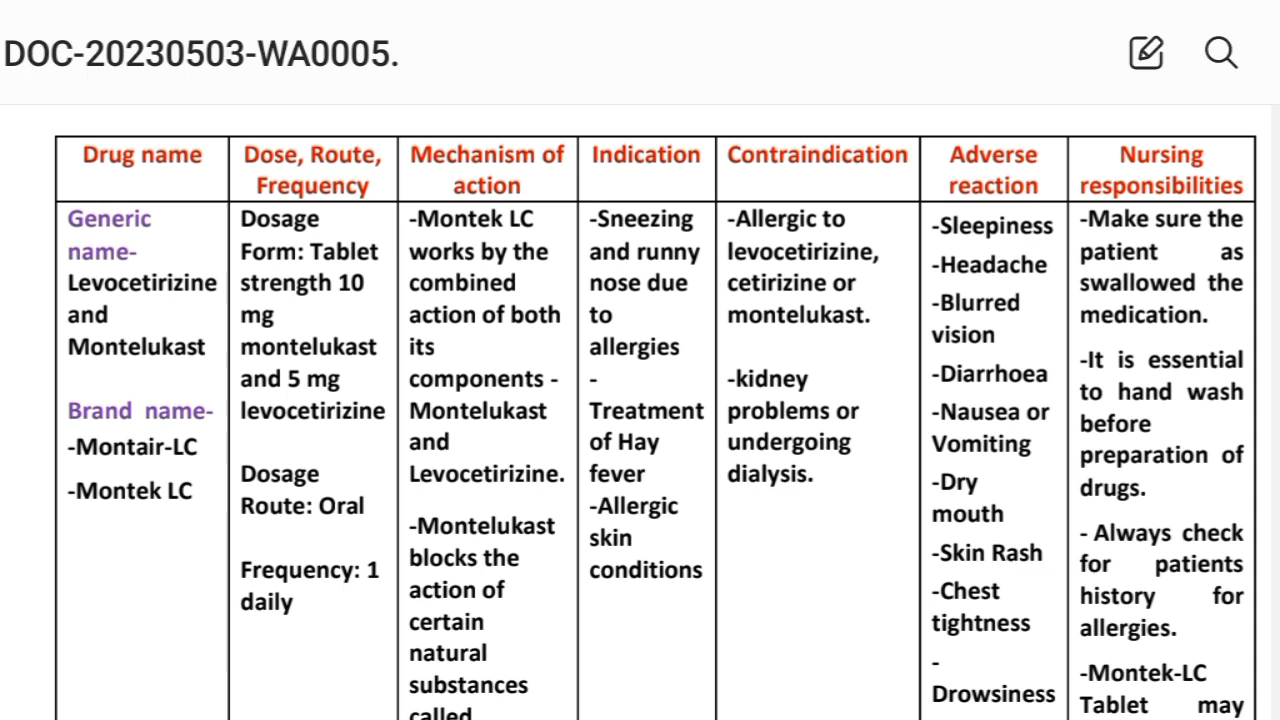 DOC-20230503-WA0005.
Drug name
Dose, Route,
Frequency
Mechanism of
action
Indication
Contraindication
Adverse
reaction
Nursing
responsibilities
Generic
name-
Levocetirizine
and
Montelukast
Brand name-
-Montair-LC
-Montek LC
Dosage
Form: Tablet
strength 10
mg
montelukast
and 5 mg
levocetirizine
Dosage
Route: Oral
Frequency: 1
daily
-Montek LC
works by the
combined
action of both
its
components -
Montelukast
and
Levocetirizine.
-Montelukast
blocks the
action of
certain
natural
substances
called
-Sneezing
and runny
nose due
to
allergies
-
Treatment
of Hay
fever
-Allergic
skin
conditions
-Allergic to
levocetirizine,
cetirizine or
montelukast.
-kidney
problems or
undergoing
dialysis.
-Sleepiness
-Headache
-Blurred
vision
-Diarrhoea
-Nausea or
Vomiting
-Dry
mouth
-Skin Rash
-Chest
tightness
-
Drowsiness
-Make sure the
patient as
swallowed the
medication.
-It is essential
to hand wash
before
preparation of
drugs.
- Always check
for patients
history for
allergies.
-Montek-LC
Tablet may